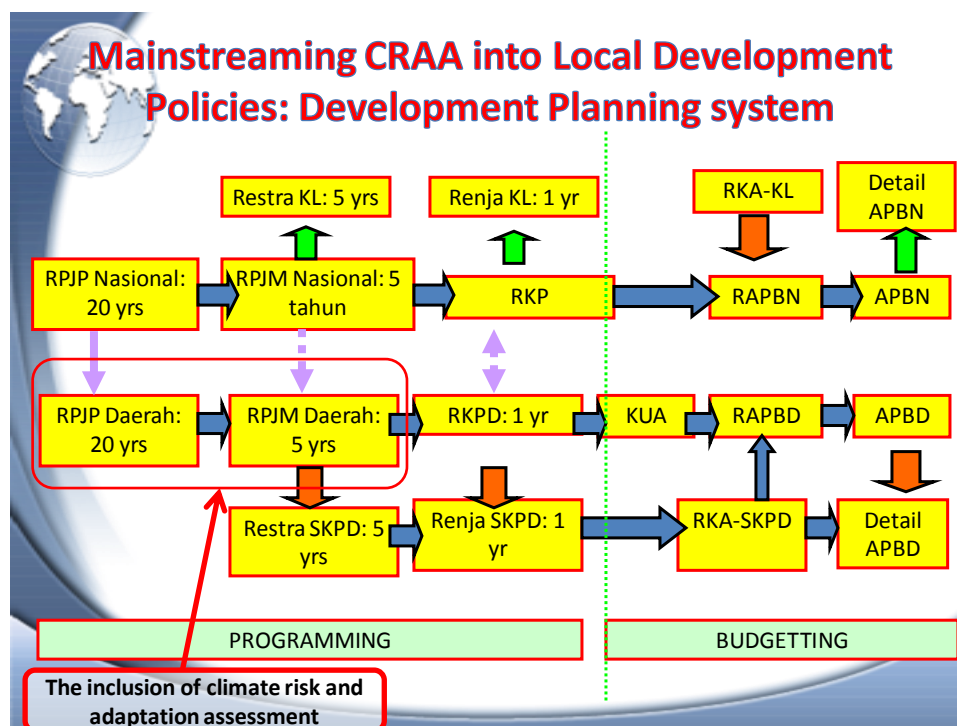 Mainstreaming CRAA into Local Development
Policies: Development Planning system
Restra KL: 5 yrs
Renja KL: 1 yr
RKA-KL
Detail
APBN
RPJP Nasional:
20 yrs
RPJM Nasional: 5
tahun
RKP
RAPBN
APBN
RPJP Daerah:
20 yrs
RPJM Daerah:
5 yrs
RKPD: 1 yr
KUA
RAPBD
APBD
Restra SKPD: 5
yrs
Renja SKPD: 1
yr
RKA-SKPD
Detail
APBD
PROGRAMMING
BUDGETTING
The inclusion of climate risk and
adaptation assessment